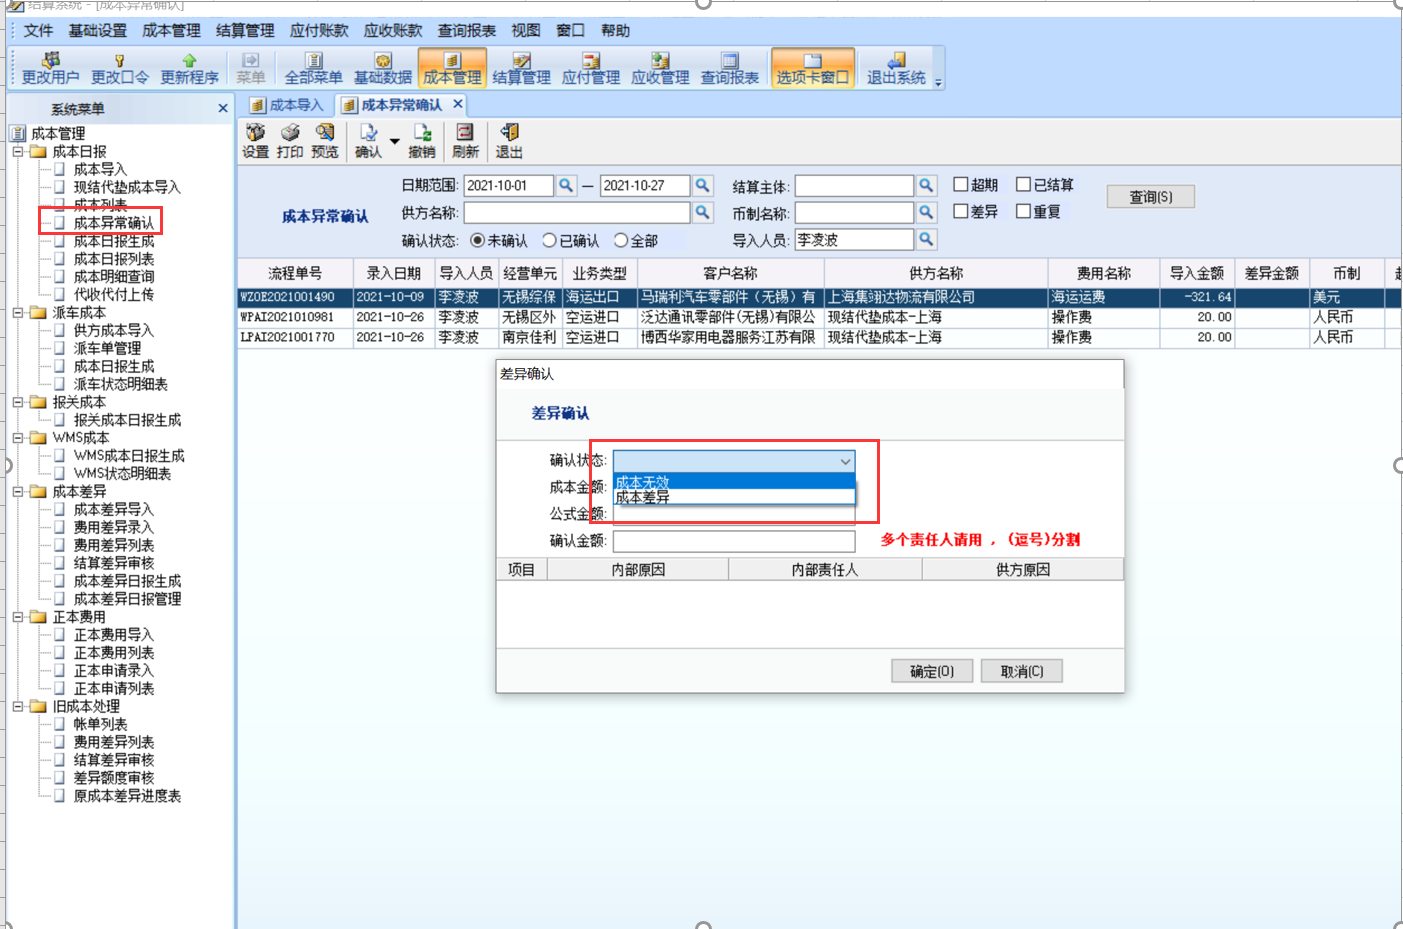 结算系统 - [成本异常确认]
文件 基础设置 成本管理 结算管理 应付账款 应收账款 查询报表 视图 窗口 帮助
更改用户 更改口令 更新程序 菜单 全部菜单 基础数据 成本管理 结算管理 应付管理 应收管理 查询报表 选项卡窗口 退出系统
系统菜单
成本导入 成本异常确认
设置 打印 预览 确认 撤销 刷新 退出
成本管理
成本日报
成本导入
现结代垫成本导入
成本列表
成本异常确认
成本日报生成
成本日报列表
成本明细查询
代收代付上传
派车成本
供方成本导入
派车单管理
成本日报生成
派车状态明细表
报关成本
报关成本日报生成
WMS成本
WMS成本日报生成
WMS状态明细表
成本差异
成本差异导入
费用差异录入
费用差异列表
结算差异审核
成本差异日报生成
成本差异日报管理
正本费用
正本费用导入
正本费用列表
正本申请录入
正本申请列表
旧成本处理
帐单列表
费用差异列表
结算差异审核
差异额度审核
原成本差异进度表
成本异常确认
日期范围: 2021-10-01 — 2021-10-27 结算主体: 超期 已结算 查询(S)
供方名称: 币制名称: 差异 重复
确认状态: 未确认 已确认 全部 导入人员: 李凌波
流程单号 录入日期 导入人员 经营单元 业务类型 客户名称 供方名称 费用名称 导入金额 差异金额 币制
WZOE2021001490 2021-10-09 李凌波 无锡综保 海运出口 马瑞利汽车零部件（无锡）有 上海集翊达物流有限公司 海运运费 -321.64 美元
WPAI2021010981 2021-10-26 李凌波 无锡区外 空运进口 泛达通讯零部件(无锡)有限公 现结代垫成本-上海 操作费 20.00 人民币
LPAI2021001770 2021-10-26 李凌波 南京佳利 空运进口 博西华家用电器服务江苏有限 现结代垫成本-上海 操作费 20.00 人民币
差异确认
差异确认
确认状态:
成本无效
成本金额:
成本差异
公式金额:
确认金额: 多个责任人请用 , (逗号)分割
项目 内部原因 内部责任人 供方原因
确定(O) 取消(C)